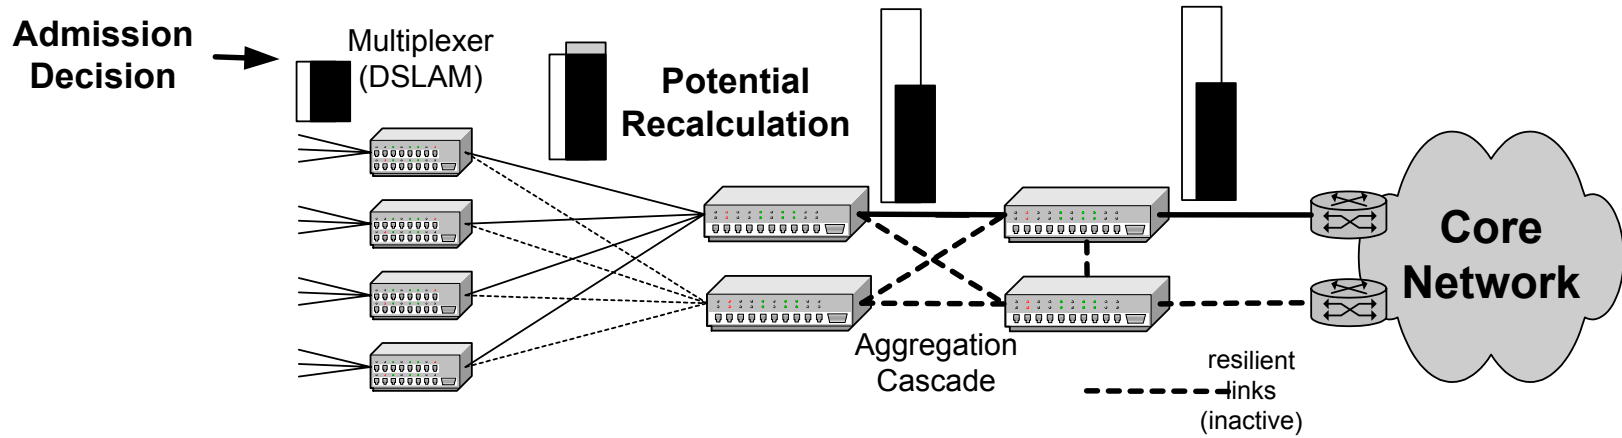 Admission
Decision
Multiplexer
(DSLAM)
Potential
Recalculation
Core
Network
Aggregation
Cascade
resilient
links
(inactive)